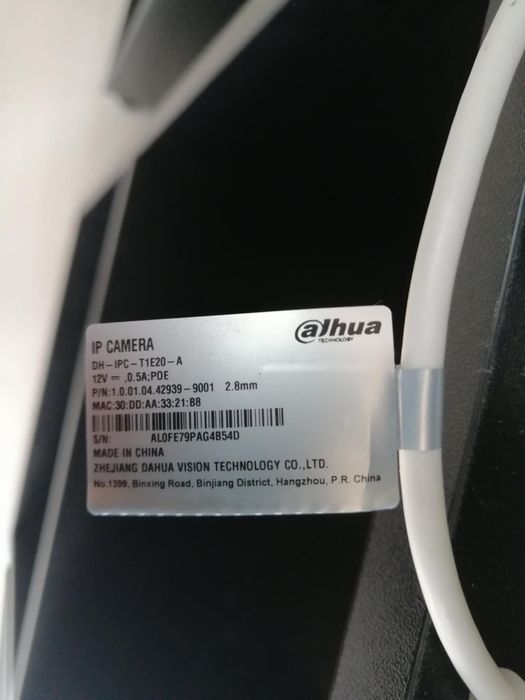 alhua
TECHNOLOGY
IP CAMERA
DH-IPC-T1E20-A
12V ⎓ ,0.5A;POE
P/N:1.0.01.04.42939-9001 2.8mm
MAC:30:DD:AA:33:21:B8
S/N: AL0FE79PAG4B54D
MADE IN CHINA
ZHEJIANG DAHUA VISION TECHNOLOGY CO.,LTD.
No.1399, Binxing Road, Binjiang District, Hangzhou, P.R. China